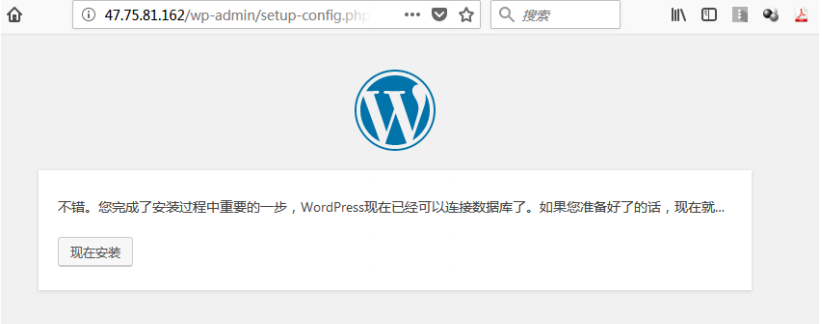 47.75.81.162/wp-admin/setup-config.php
搜索
不错。您完成了安装过程中重要的一步，WordPress现在已经可以连接数据库了。如果您准备好了的话，现在就...
现在安装